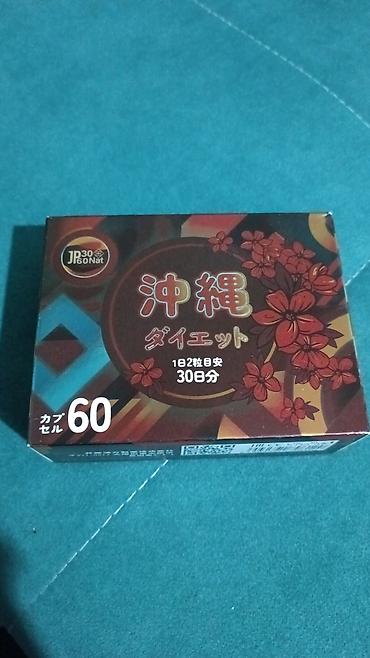 JP30
60Nat
沖縄
ダイエット
1日2粒目安
30日分
カプ
セル 60